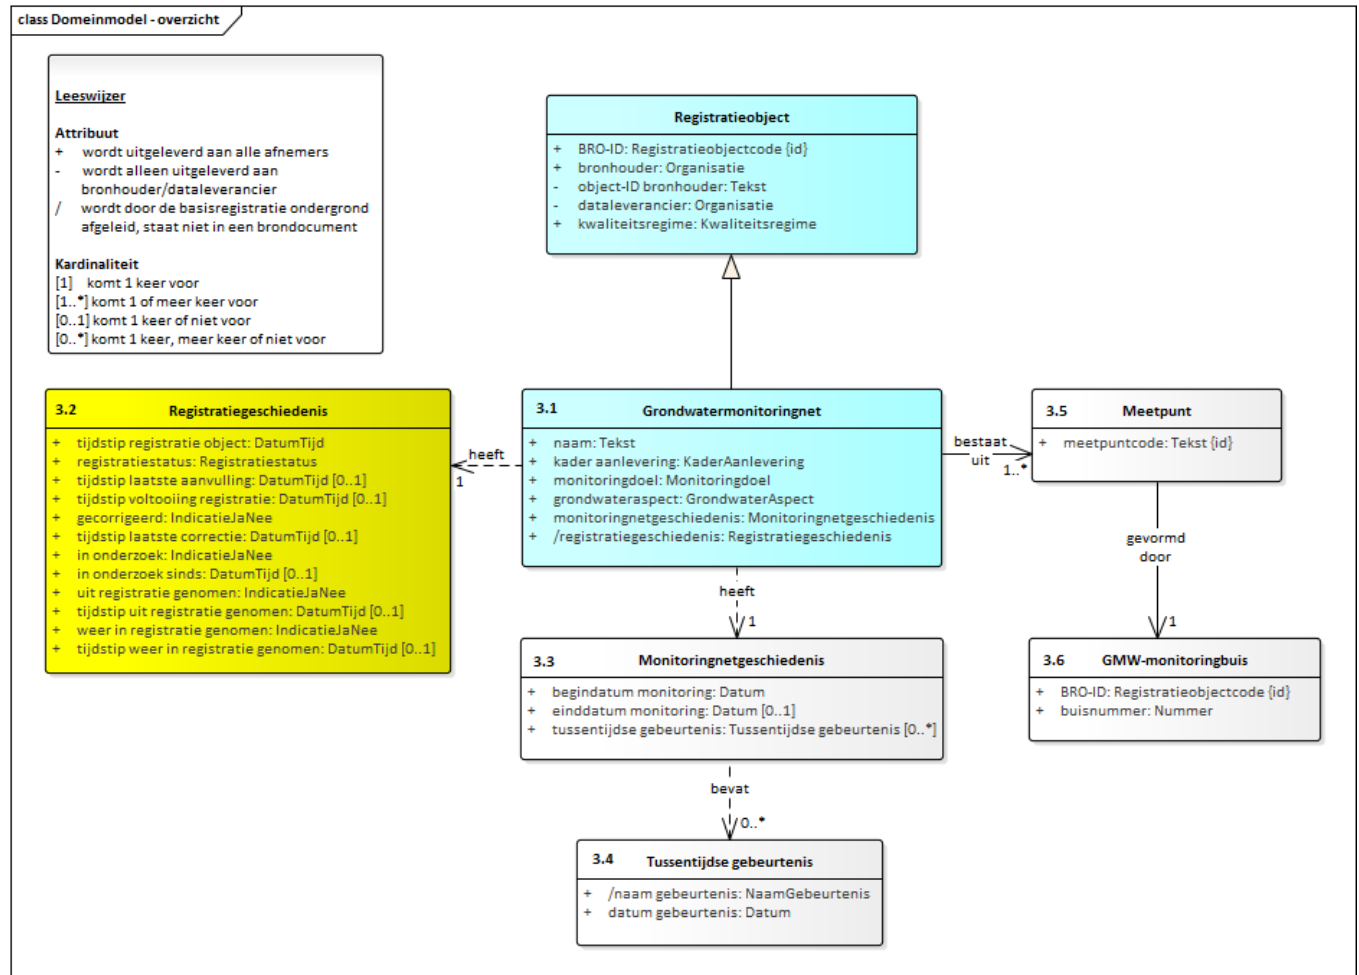 class Domeinmodel - overzicht
Leeswijzer
Attribuut
+ wordt uitgeleverd aan alle afnemers
- wordt alleen uitgeleverd aan
bronhouder/dataleverancier
/ wordt door de basisregistratie ondergrond
afgeleid, staat niet in een brondocument
Kardinaliteit
[1] komt 1 keer voor
[1..*] komt 1 of meer keer voor
[0..1] komt 1 keer of niet voor
[0..*] komt 1 keer, meer keer of niet voor
Registratieobject
+ BRO-ID: Registratieobjectcode {id}
+ bronhouder: Organisatie
- object-ID bronhouder: Tekst
- dataleverancier: Organisatie
+ kwaliteitsregime: Kwaliteitsregime
3.2 Registratiegeschiedenis
+ tijdstip registratie object: DatumTijd
+ registratiestatus: Registratiestatus
+ tijdstip laatste aanvulling: DatumTijd [0..1]
+ tijdstip voltooiing registratie: DatumTijd [0..1]
+ gecorrigeerd: IndicatieJaNee
+ tijdstip laatste correctie: DatumTijd [0..1]
+ in onderzoek: IndicatieJaNee
+ in onderzoek sinds: DatumTijd [0..1]
+ uit registratie genomen: IndicatieJaNee
+ tijdstip uit registratie genomen: DatumTijd [0..1]
+ weer in registratie genomen: IndicatieJaNee
+ tijdstip weer in registratie genomen: DatumTijd [0..1]
heeft
1
3.1 Grondwatermonitoringnet
+ naam: Tekst
+ kader aanlevering: KaderAanlevering
+ monitoringdoel: Monitoringdoel
+ grondwateraspect: GrondwaterAspect
+ monitoringnetgeschiedenis: Monitoringnetgeschiedenis
+ /registratiegeschiedenis: Registratiegeschiedenis
bestaat
uit
1..*
3.5 Meetpunt
+ meetpuntcode: Tekst {id}
gevormd
door
1
heeft
1
3.3 Monitoringnetgeschiedenis
+ begindatum monitoring: Datum
+ einddatum monitoring: Datum [0..1]
+ tussentijdse gebeurtenis: Tussentijdse gebeurtenis [0..*]
3.6 GMW-monitoringbuis
+ BRO-ID: Registratieobjectcode {id}
+ buisnummer: Nummer
bevat
0..*
3.4 Tussentijdse gebeurtenis
+ /naam gebeurtenis: NaamGebeurtenis
+ datum gebeurtenis: Datum